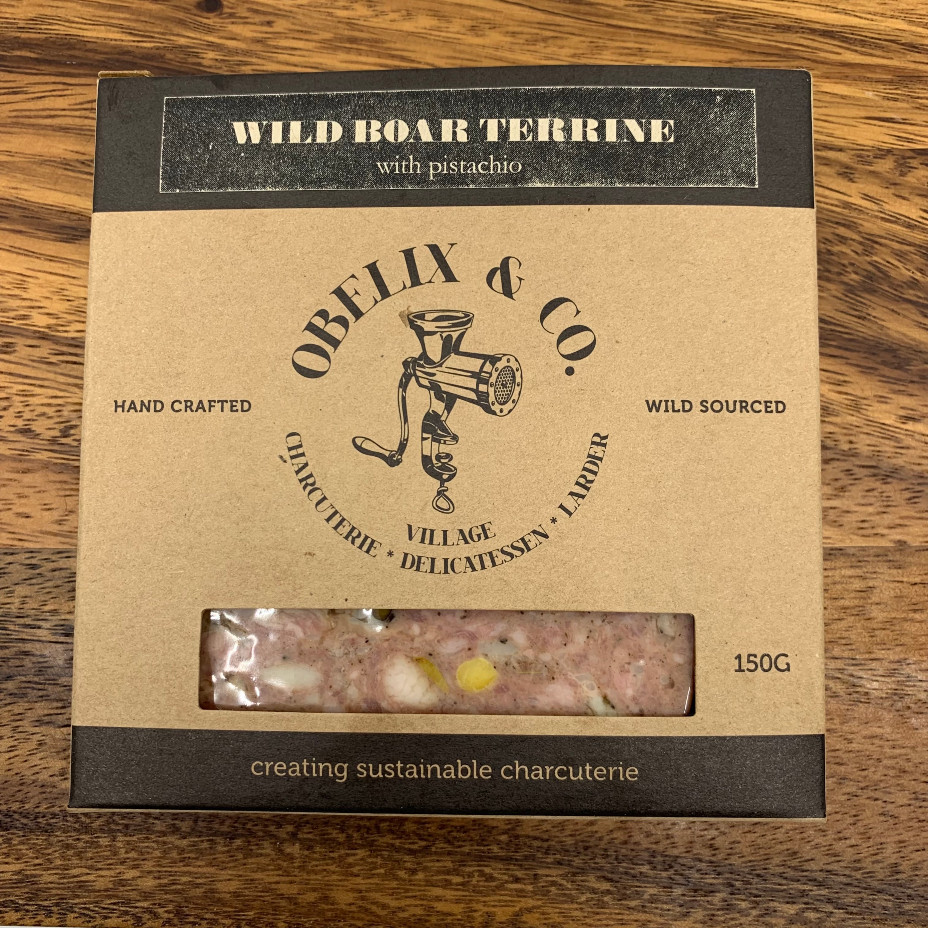 WILD BOAR TERRINE
with pistachio
OBELIX & CO.
HAND CRAFTED
WILD SOURCED
VILLAGE
CHARCUTERIE * DELICATESSEN * LARDER
150G
creating sustainable charcuterie